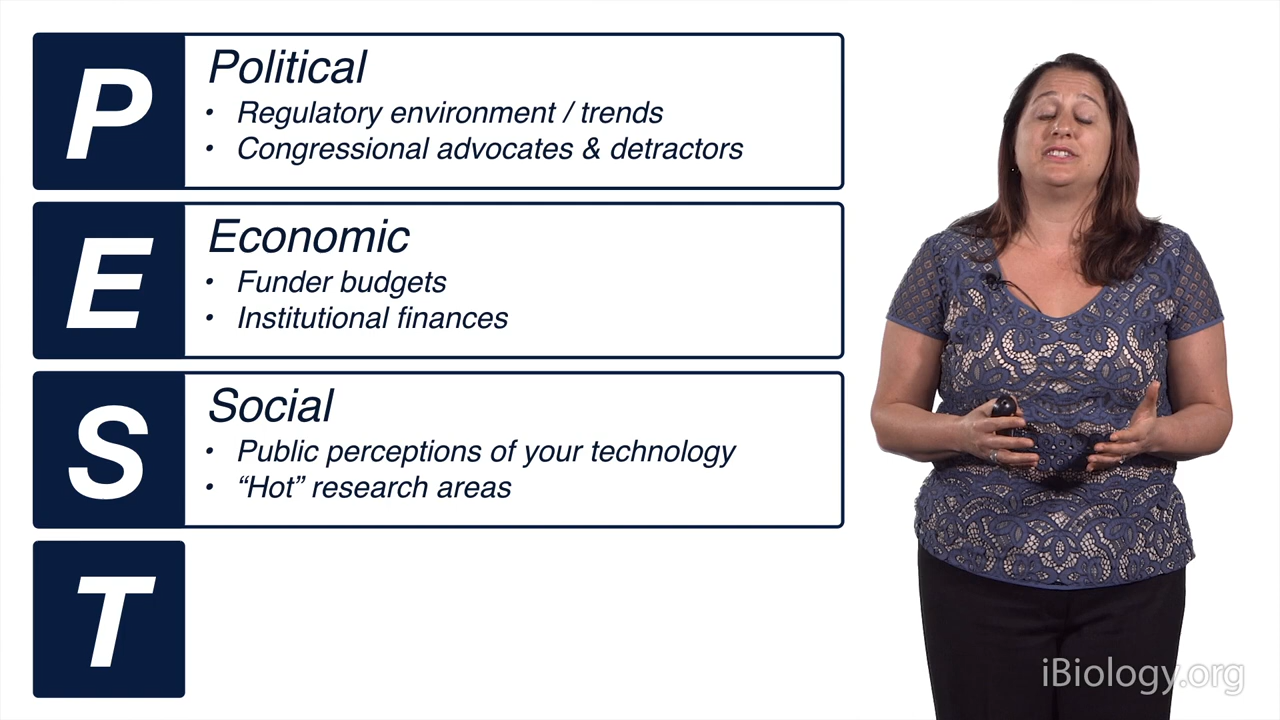 P
Political
• Regulatory environment / trends
• Congressional advocates & detractors
E
Economic
• Funder budgets
• Institutional finances
S
Social
• Public perceptions of your technology
• “Hot” research areas
T
iBiology.org